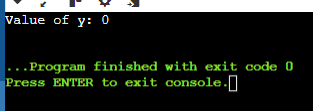 Value of y: 0
...Program finished with exit code 0
Press ENTER to exit console.